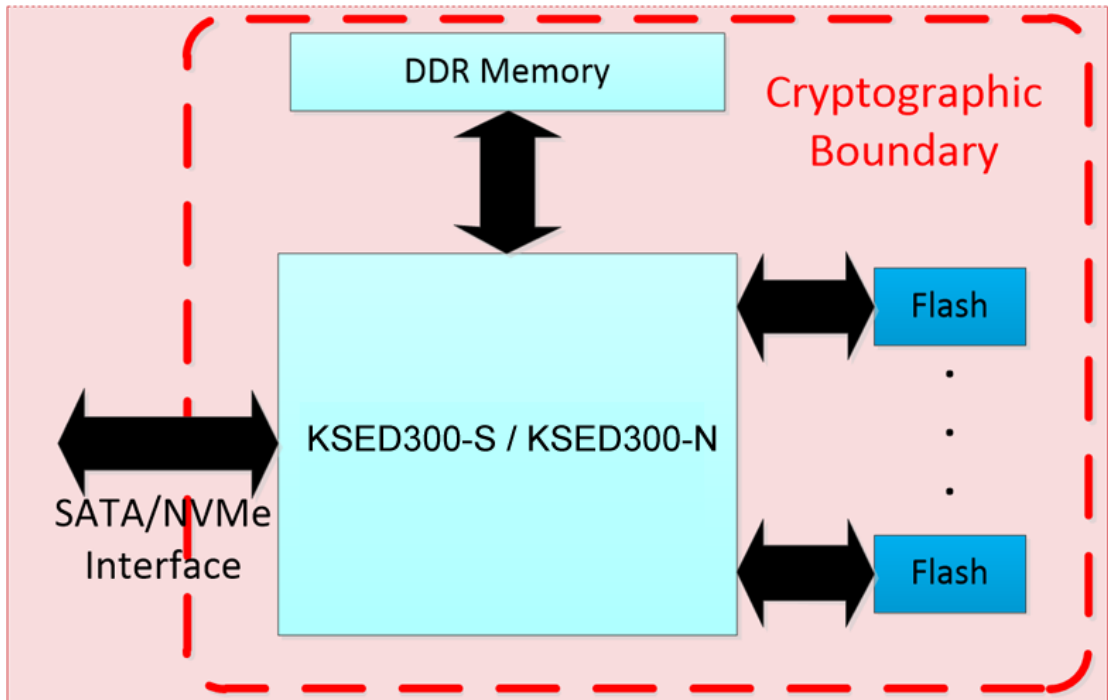 DDR Memory
Cryptographic
Boundary
Flash
KSED300-S / KSED300-N
SATA/NVMe
Interface
Flash